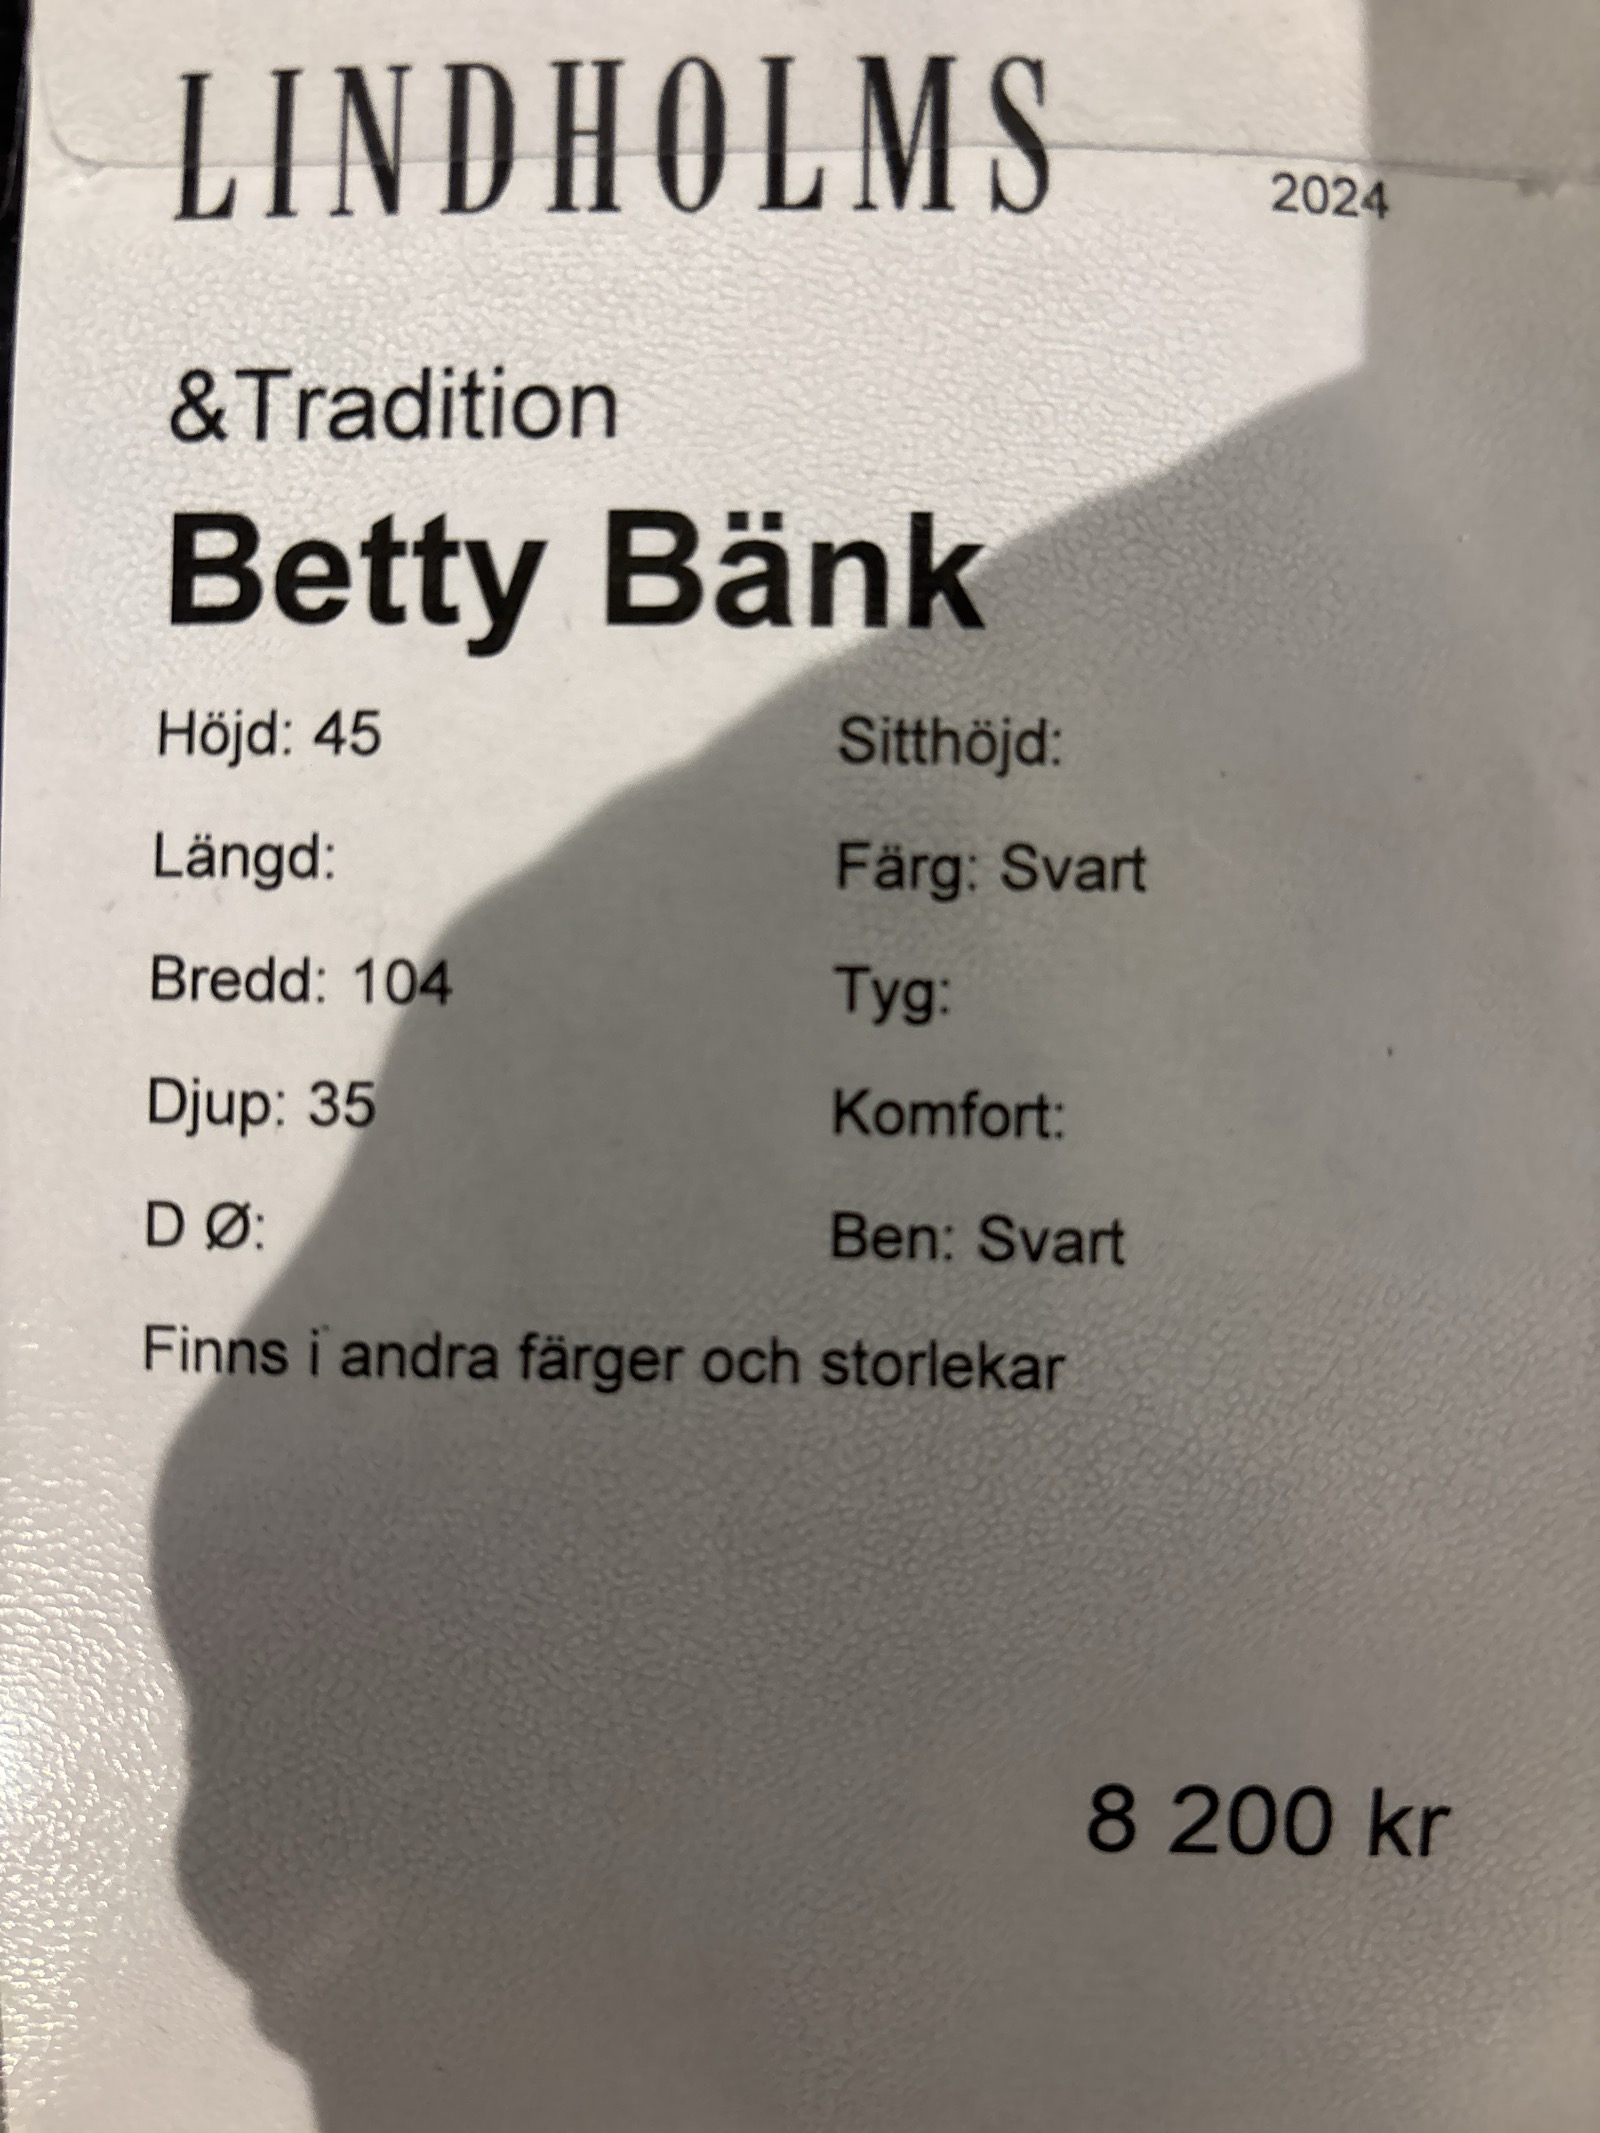 LINDHOLMS
2024
&Tradition
Betty Bänk
Höjd: 45
Sitthöjd:
Längd:
Färg: Svart
Bredd: 104
Tyg:
Djup: 35
Komfort:
D Ø:
Ben: Svart
Finns i andra färger och storlekar
8 200 kr